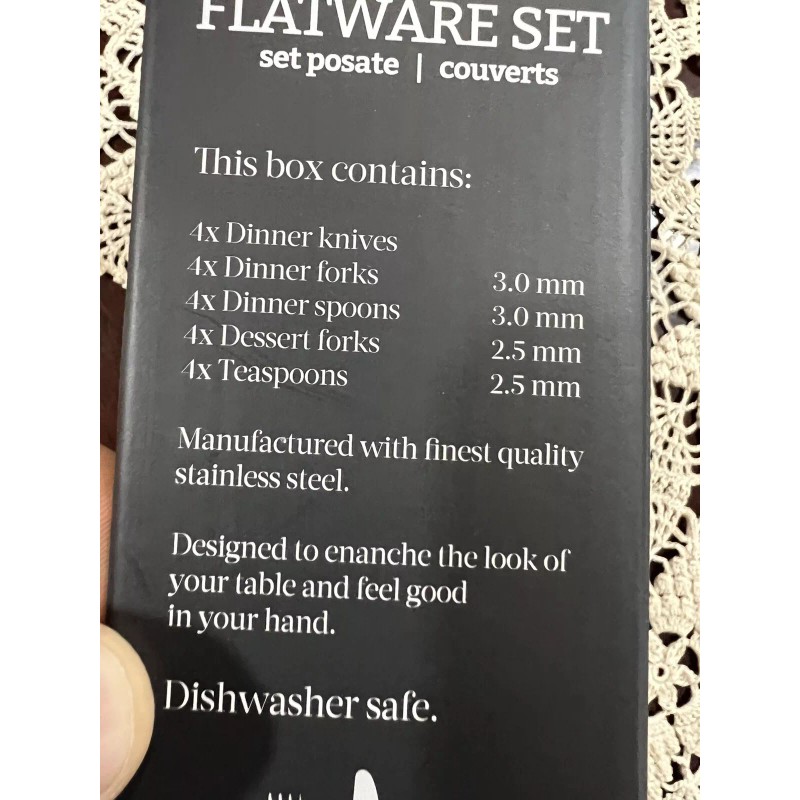 FLATWARE SET
set posate | couverts
This box contains:
4x Dinner knives
4x Dinner forks 3.0 mm
4x Dinner spoons 3.0 mm
4x Dessert forks 2.5 mm
4x Teaspoons 2.5 mm
Manufactured with finest quality
stainless steel.
Designed to enanche the look of
your table and feel good
in your hand.
Dishwasher safe.